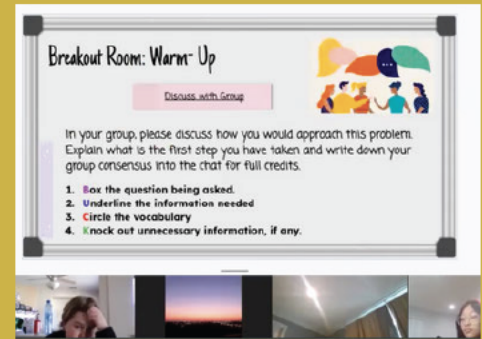 Breakout Room: Warm-Up
Discuss with Group
In your group, please discuss how you would approach this problem.
Explain what is the first step you have taken and write down your
group consensus into the chat for full credits.
1. Box the question being asked.
2. Underline the information needed
3. Circle the vocabulary
4. Knock out unnecessary information, if any.